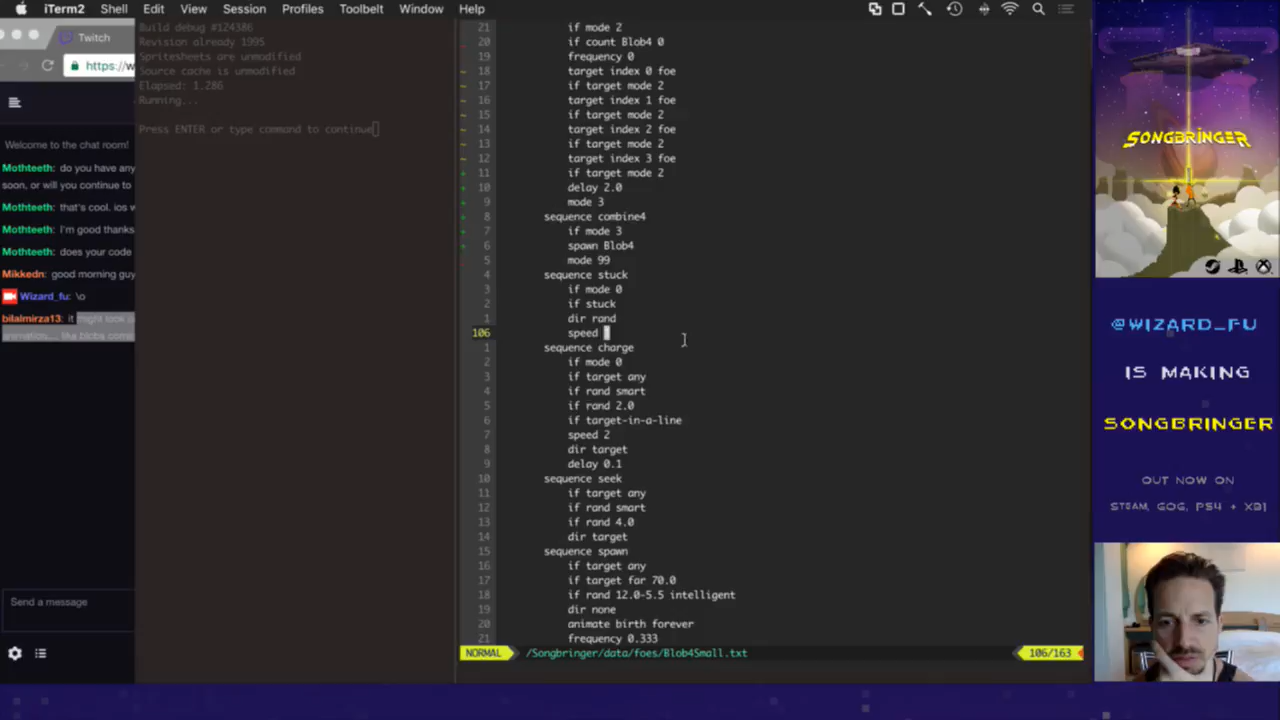 iTerm2 Shell Edit View Session Profiles Toolbelt Window Help
Twitch
https://w
Welcome to the chat room!
Mothteeth: do you have any
soon, or will you continue to
Mothteeth: that's cool. ios w
Mothteeth: I'm good thanks
Mothteeth: does your code
Mikkedn: good morning guy
Wizard_fu: \o
bilalmirza13: it might look
animation.... like blobs
Send a message
Build debug #124386
Revision already 1995
Spritesheets are unmodified
Source cache is unmodified
Elapsed: 1.286
Running...
Press ENTER or type command to continue
21 if mode 2
20 if count Blob4 0
19 frequency 0
18 target index 0 foe
17 if target mode 2
16 target index 1 foe
15 if target mode 2
14 target index 2 foe
13 if target mode 2
12 target index 3 foe
11 if target mode 2
10 delay 2.0
9 mode 3
8 sequence combine4
7 if mode 3
6 spawn Blob4
5 mode 99
4 sequence stuck
3 if mode 0
2 if stuck
1 dir rand
106 speed
1 sequence charge
2 if mode 0
3 if target any
4 if rand smart
5 if rand 2.0
6 if target-in-a-line
7 speed 2
8 dir target
9 delay 0.1
10 sequence seek
11 if target any
12 if rand smart
13 if rand 4.0
14 dir target
15 sequence spawn
16 if target any
17 if target far 70.0
18 if rand 12.0-5.5 intelligent
19 dir none
20 animate birth forever
21 frequency 0.333
NORMAL /Songbringer/data/foes/Blob4Small.txt 106/163
SONGBRINGER
@WIZARD_FU
IS MAKING
SONGBRINGER
OUT NOW ON
STEAM, GOG, PS4 + XB1